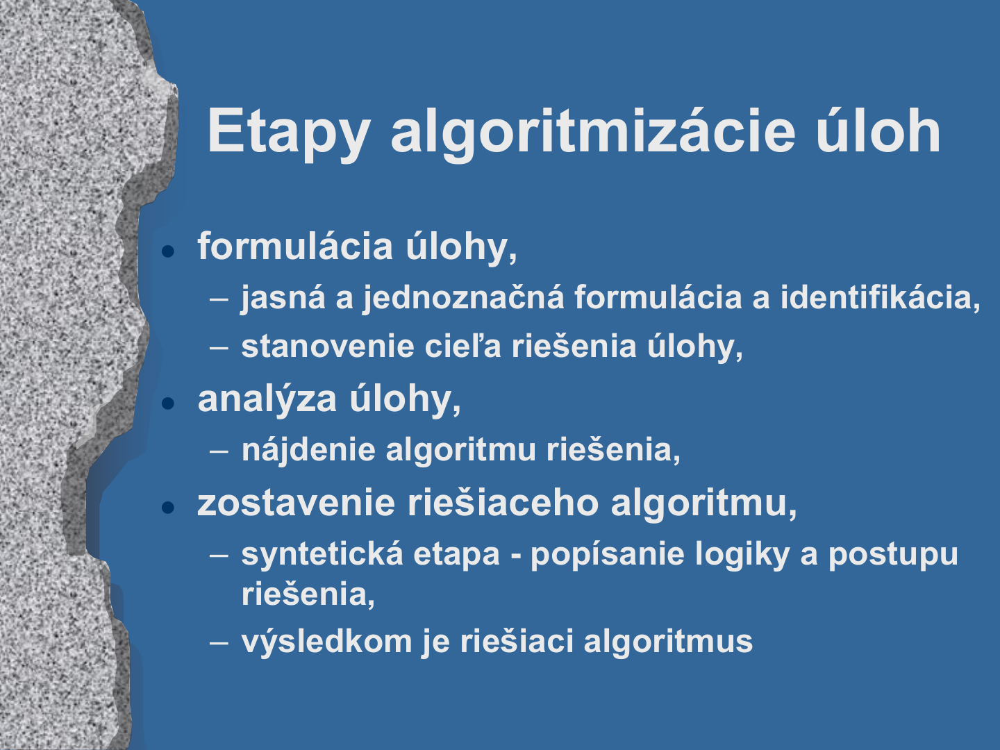 Etapy algoritmizácie úloh
● formulácia úlohy,
– jasná a jednoznačná formulácia a identifikácia,
– stanovenie cieľa riešenia úlohy,
● analýza úlohy,
– nájdenie algoritmu riešenia,
● zostavenie riešiaceho algoritmu,
– syntetická etapa - popísanie logiky a postupu
riešenia,
– výsledkom je riešiaci algoritmus